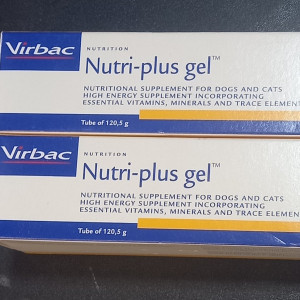 Virbac
NUTRITION
Nutri-plus gel™
NUTRITIONAL SUPPLEMENT FOR DOGS AND CATS
HIGH ENERGY SUPPLEMENT INCORPORATING
ESSENTIAL VITAMINS, MINERALS AND TRACE ELEMEN
Tube of 120,5 g
Virbac
NUTRITION
Nutri-plus gel™
NUTRITIONAL SUPPLEMENT FOR DOGS AND CATS
HIGH ENERGY SUPPLEMENT INCORPORATING
ESSENTIAL VITAMINS, MINERALS AND TRACE ELEMEN
Tube of 120,5 g